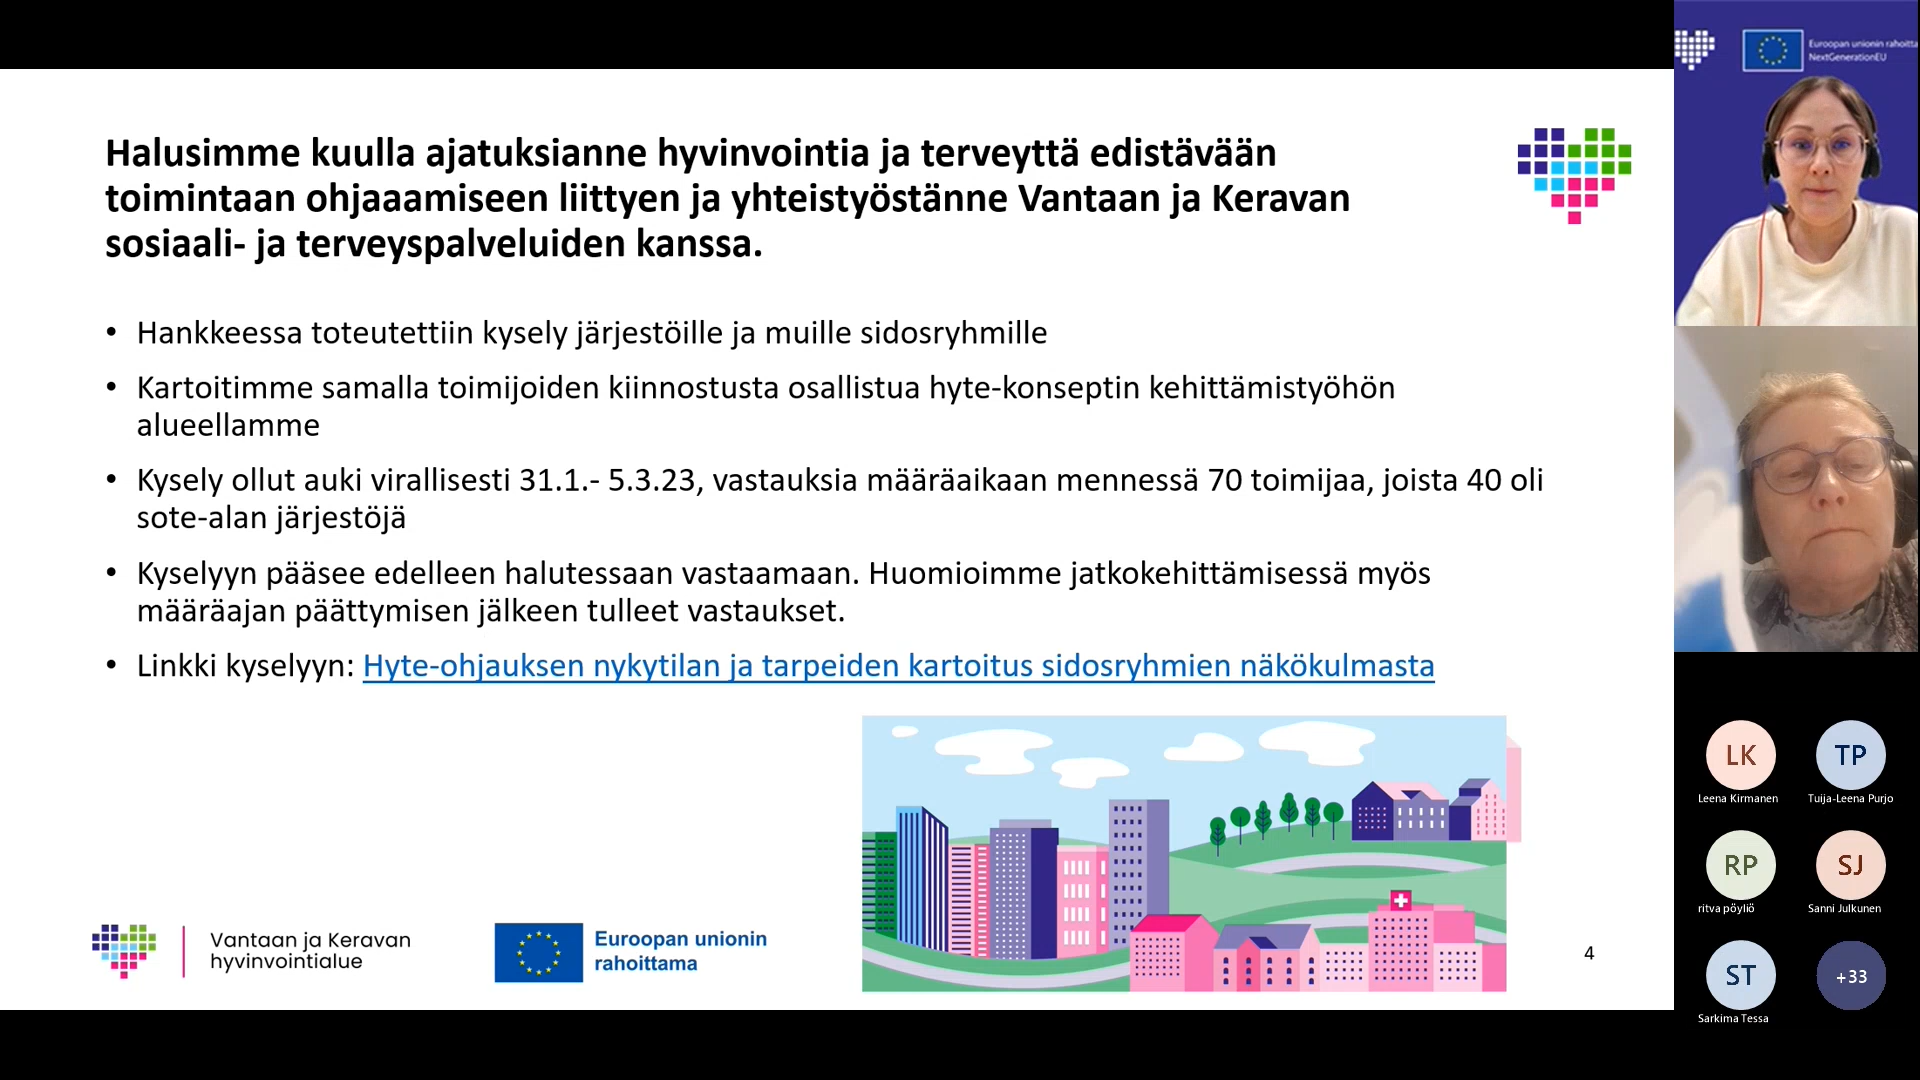 Halusimme kuulla ajatuksianne hyvinvointia ja terveyttä edistävään
toimintaan ohjaaamiseen liittyen ja yhteistyöstänne Vantaan ja Keravan
sosiaali- ja terveyspalveluiden kanssa.
• Hankkeessa toteutettiin kysely järjestöille ja muille sidosryhmille
• Kartoitimme samalla toimijoiden kiinnostusta osallistua hyte-konseptin kehittämistyöhön
alueellamme
• Kysely ollut auki virallisesti 31.1.- 5.3.23, vastauksia määräaikaan mennessä 70 toimijaa, joista 40 oli
sote-alan järjestöjä
• Kyselyyn pääsee edelleen halutessaan vastaamaan. Huomioimme jatkokehittämisessä myös
määräajan päättymisen jälkeen tulleet vastaukset.
• Linkki kyselyyn: Hyte-ohjauksen nykytilan ja tarpeiden kartoitus sidosryhmien näkökulmasta
Vantaan ja Keravan
hyvinvointialue
Euroopan unionin
rahoittama
4
Euroopan unionin rahoitta
NextGenerationEU
LK
Leena Kirmanen
TP
Tuija-Leena Purjo
RP
ritva pöyliö
SJ
Sanni Julkunen
ST
Sarkima Tessa
+33